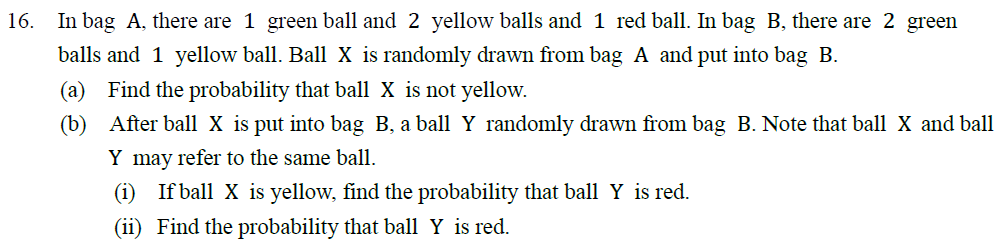 16. In bag A, there are 1 green ball and 2 yellow balls and 1 red ball. In bag B, there are 2 green
balls and 1 yellow ball. Ball X is randomly drawn from bag A and put into bag B.
(a) Find the probability that ball X is not yellow.
(b) After ball X is put into bag B, a ball Y randomly drawn from bag B. Note that ball X and ball
Y may refer to the same ball.
(i) If ball X is yellow, find the probability that ball Y is red.
(ii) Find the probability that ball Y is red.